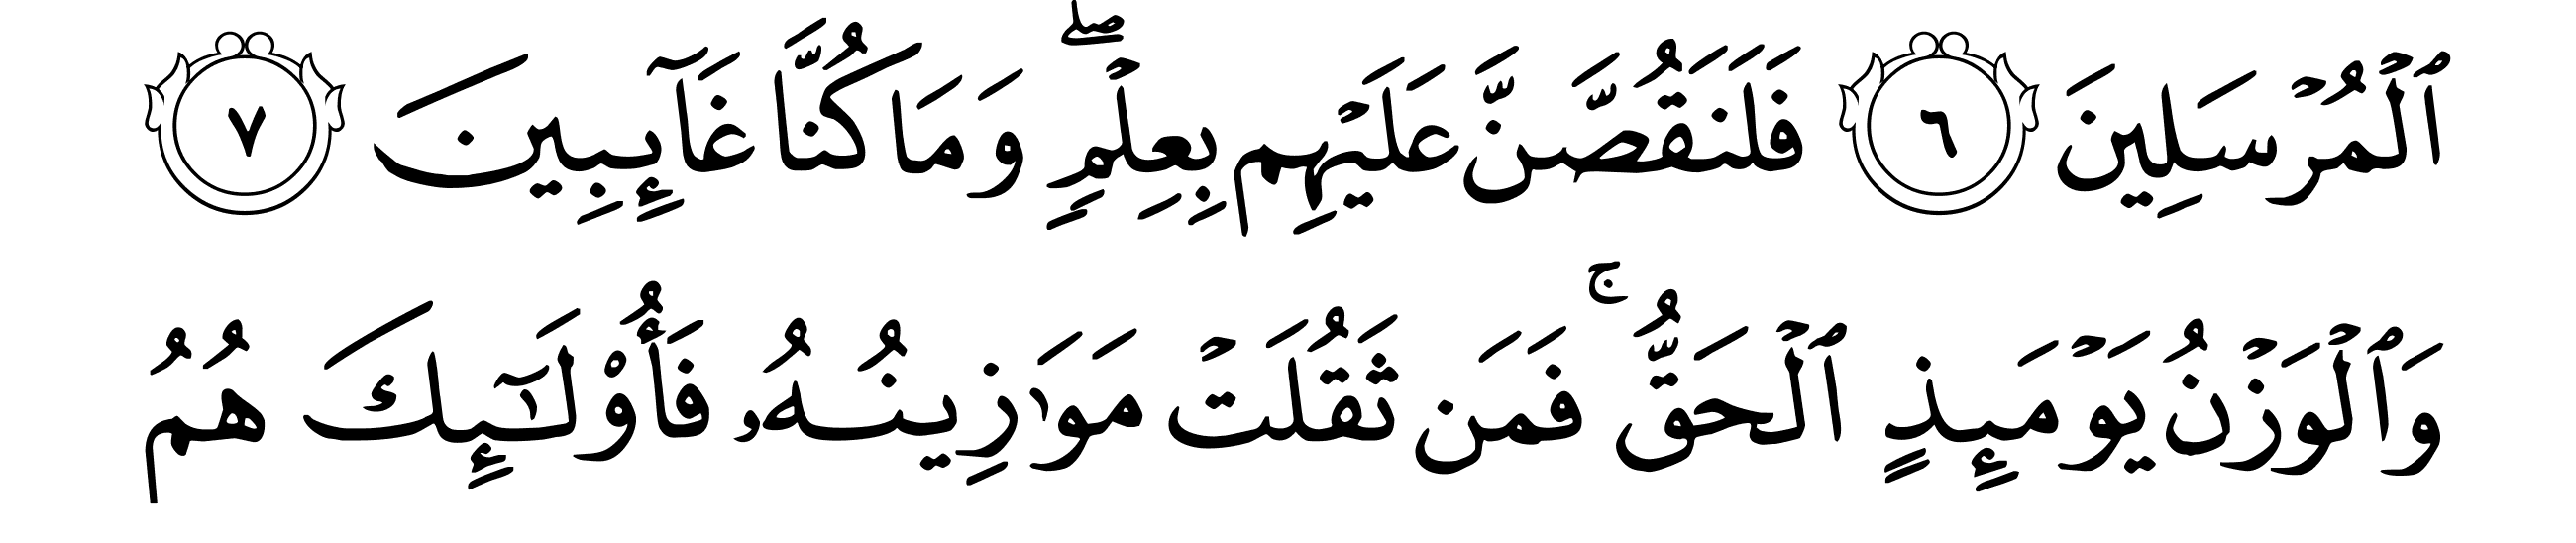 ٱلْمُرْسَلِينَ ٦ فَلَنَقُصَّنَّ عَلَيْهِم بِعِلْمٍۖ وَمَا كُنَّا غَآئِبِينَ ٧
وَٱلْوَزْنُ يَوْمَئِذٍ ٱلْحَقُّۚ فَمَن ثَقُلَتْ مَوَٰزِينُهُۥ فَأُوْلَٰٓئِكَ هُمُ